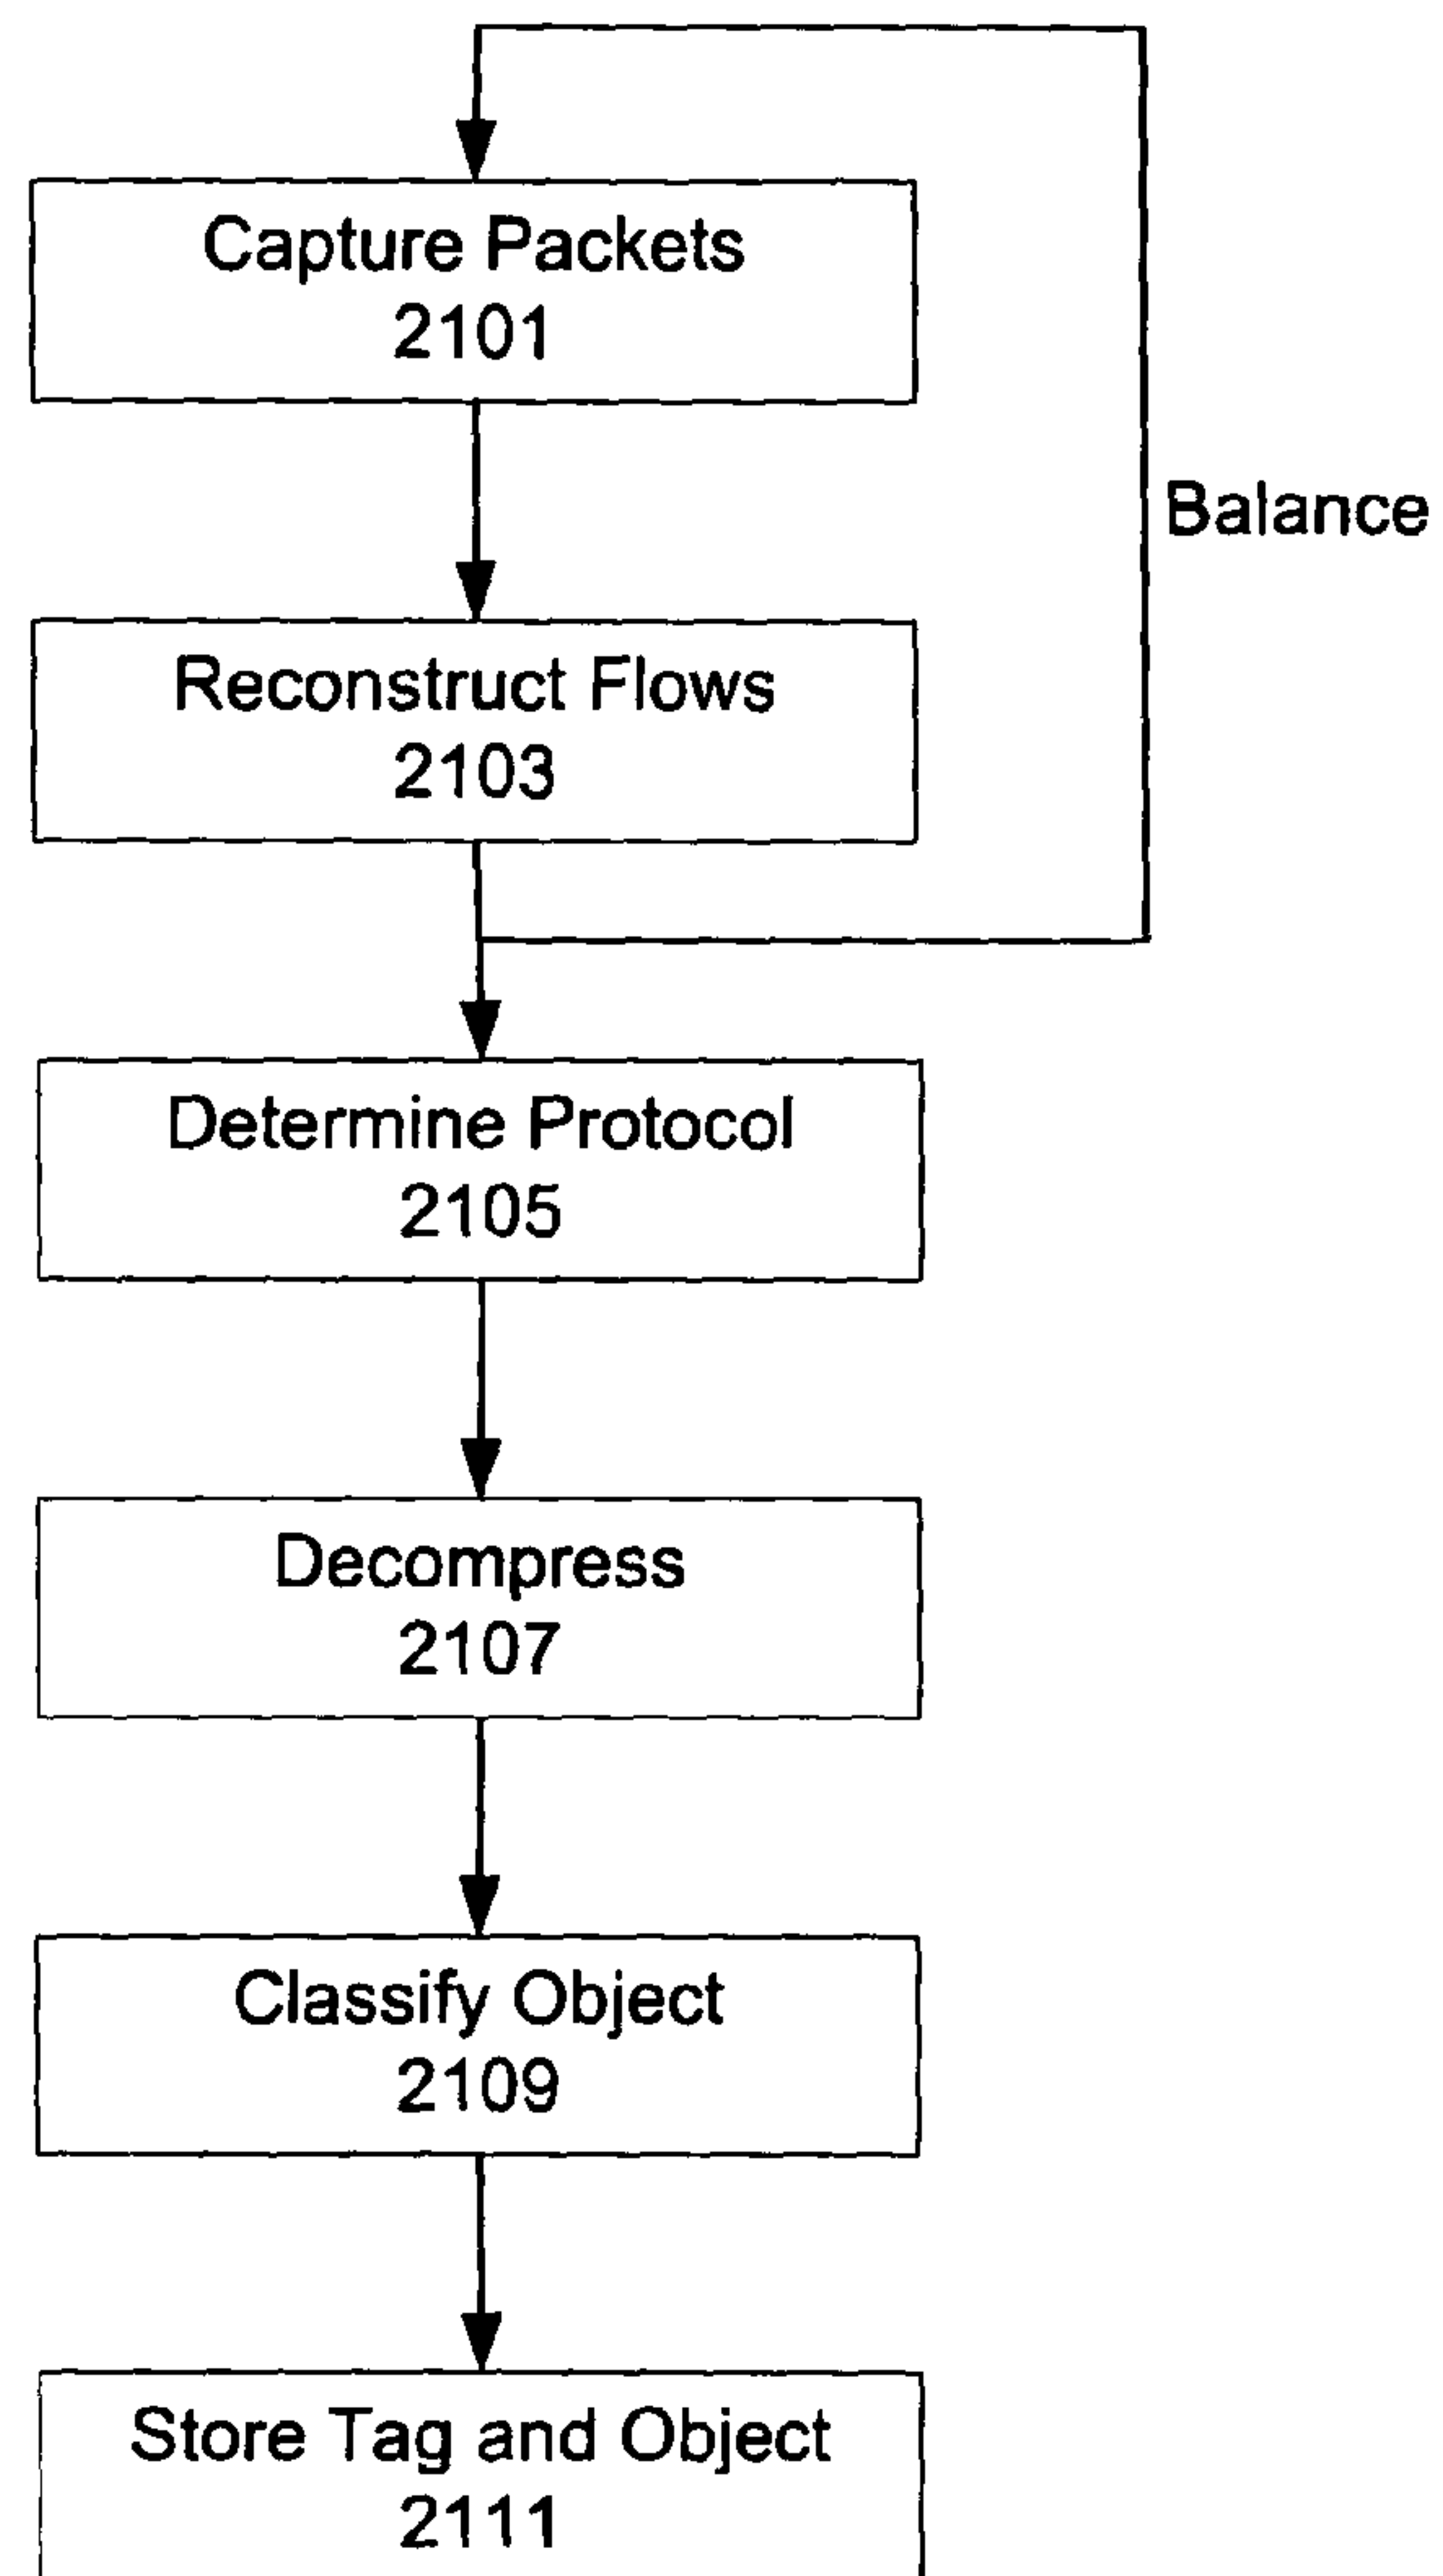 Capture Packets
2101
Balance
Reconstruct Flows
2103
Determine Protocol
2105
Decompress
2107
Classify Object
2109
Store Tag and Object
2111